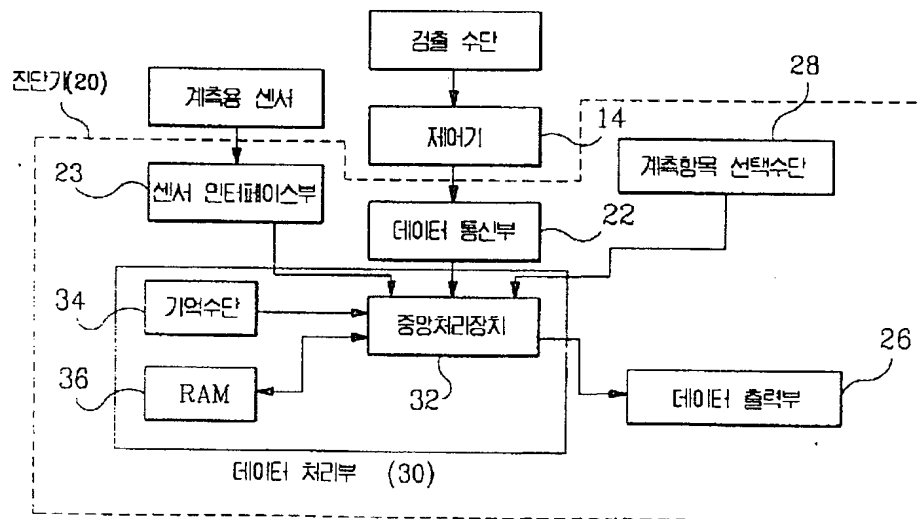 검출 수단
진단기(20)
계측용 센서
28
제어기
14
계측항목 선택수단
23
센서 인터페이스부
데이터 통신부
22
34
기억수단
중앙처리장치
36
RAM
32
26
데이터 출력부
데이터 처리부 (30)